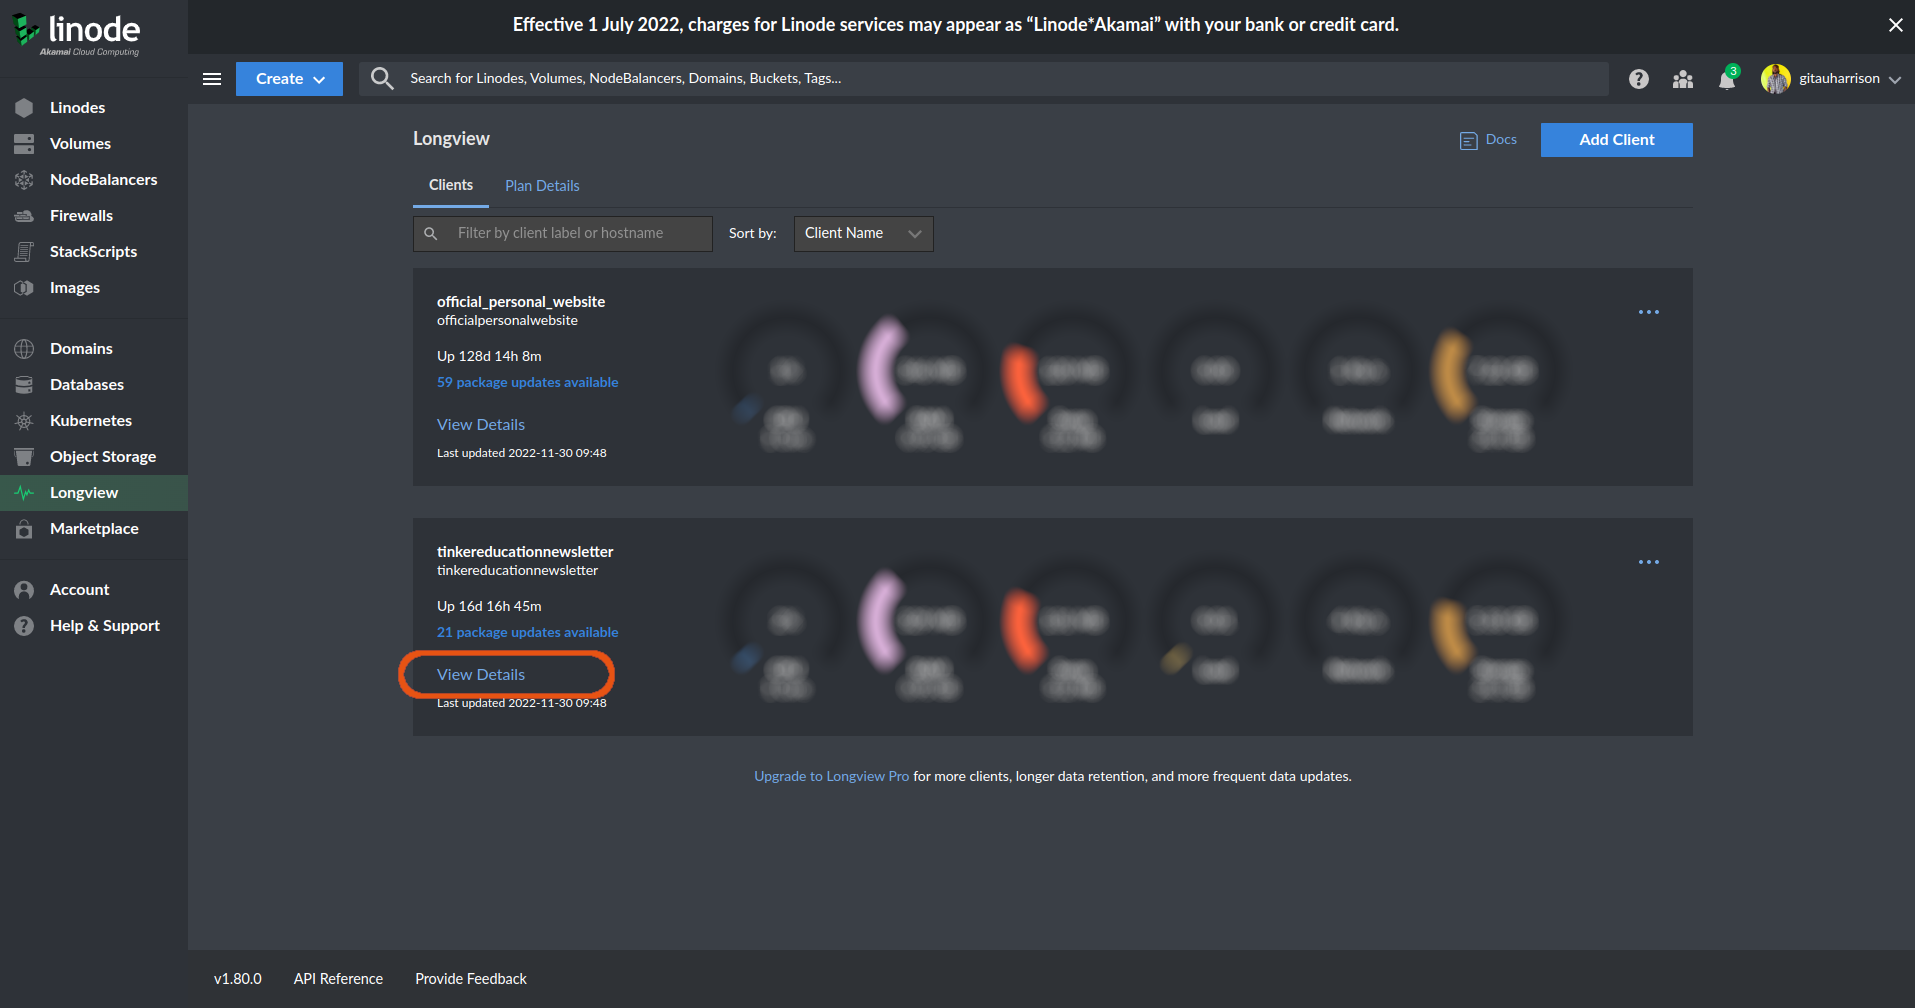 linode
Akamai Cloud Computing
Effective 1 July 2022, charges for Linode services may appear as “Linode*Akamai” with your bank or credit card.
Create
Search for Linodes, Volumes, NodeBalancers, Domains, Buckets, Tags...
3
gitauharrison
Linodes
Volumes
NodeBalancers
Firewalls
StackScripts
Images
Domains
Databases
Kubernetes
Object Storage
Longview
Marketplace
Account
Help & Support
Longview
Docs
Add Client
Clients
Plan Details
Filter by client label or hostname
Sort by:
Client Name
official_personal_website
officialpersonalwebsite
Up 128d 14h 8m
59 package updates available
View Details
Last updated 2022-11-30 09:48
tinkereducationnewsletter
tinkereducationnewsletter
Up 16d 16h 45m
21 package updates available
View Details
Last updated 2022-11-30 09:48
Upgrade to Longview Pro for more clients, longer data retention, and more frequent data updates.
v1.80.0
API Reference
Provide Feedback